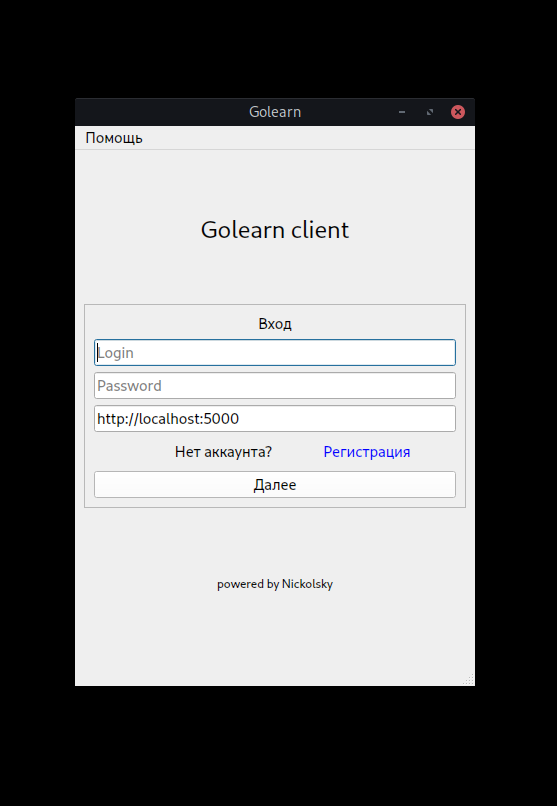 Golearn
Помощь
Golearn client
Вход
Login
Password
http://localhost:5000
Нет аккаунта? Регистрация
Далее
powered by Nickolsky